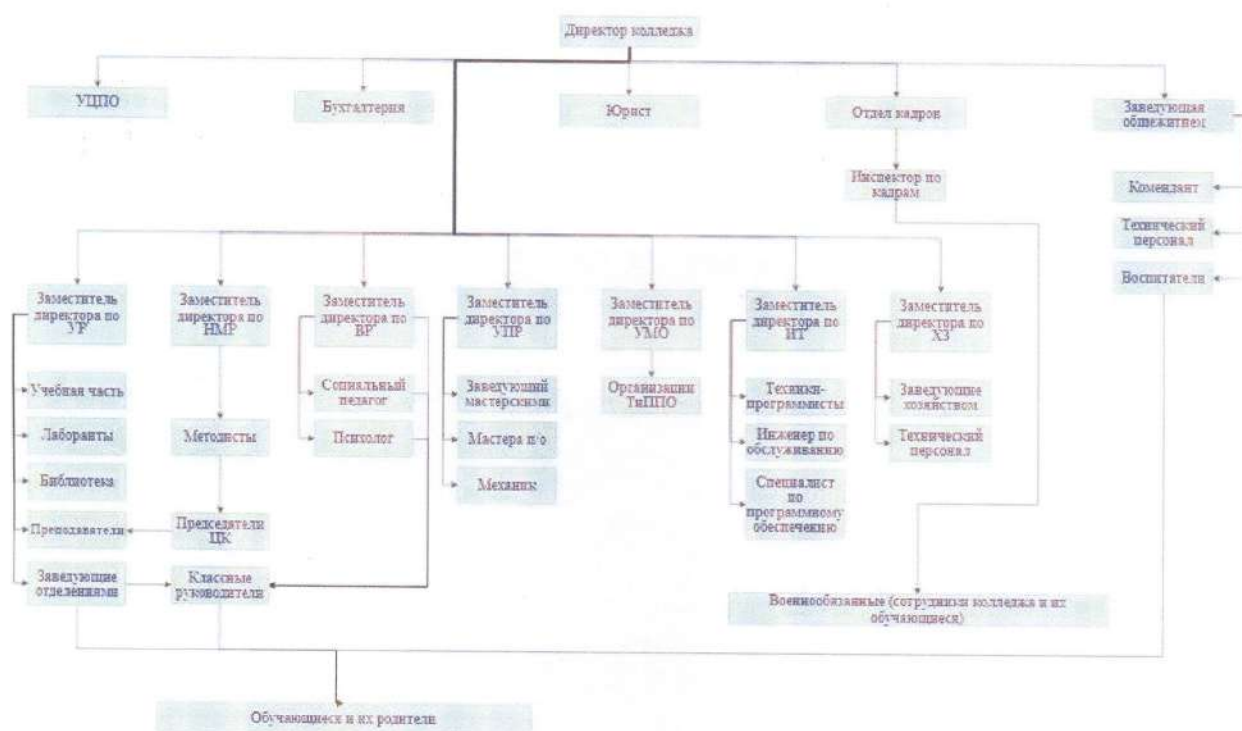 Директор колледжа
УЦПО
Бухгалтерия
Юрист
Отдел кадров
Заведующая
общежитием
Инспектор по
кадрам
Комендант
Технический
персонал
Воспитатели
Заместитель
директора по
УР
Заместитель
директора по
НМР
Заместитель
директора по
ВР
Заместитель
директора по
УПР
Заместитель
директора по
УМО
Заместитель
директора по
ИТ
Заместитель
директора по
ХЗ
Учебная часть
Лаборанты
Библиотека
Преподаватели
Заведующие
отделениями
Методисты
Председатели
ЦК
Классные
руководители
Социальный
педагог
Психолог
Заведующий
мастерскими
Мастера п/о
Механик
Организации
ТиППО
Техники-
программисты
Инженер по
обслуживанию
Специалист
по
программному
обеспечению
Заведующие
хозяйством
Технический
персонал
Военнообязанные (сотрудники колледжа и их
обучающиеся)
Обучающиеся и их родители